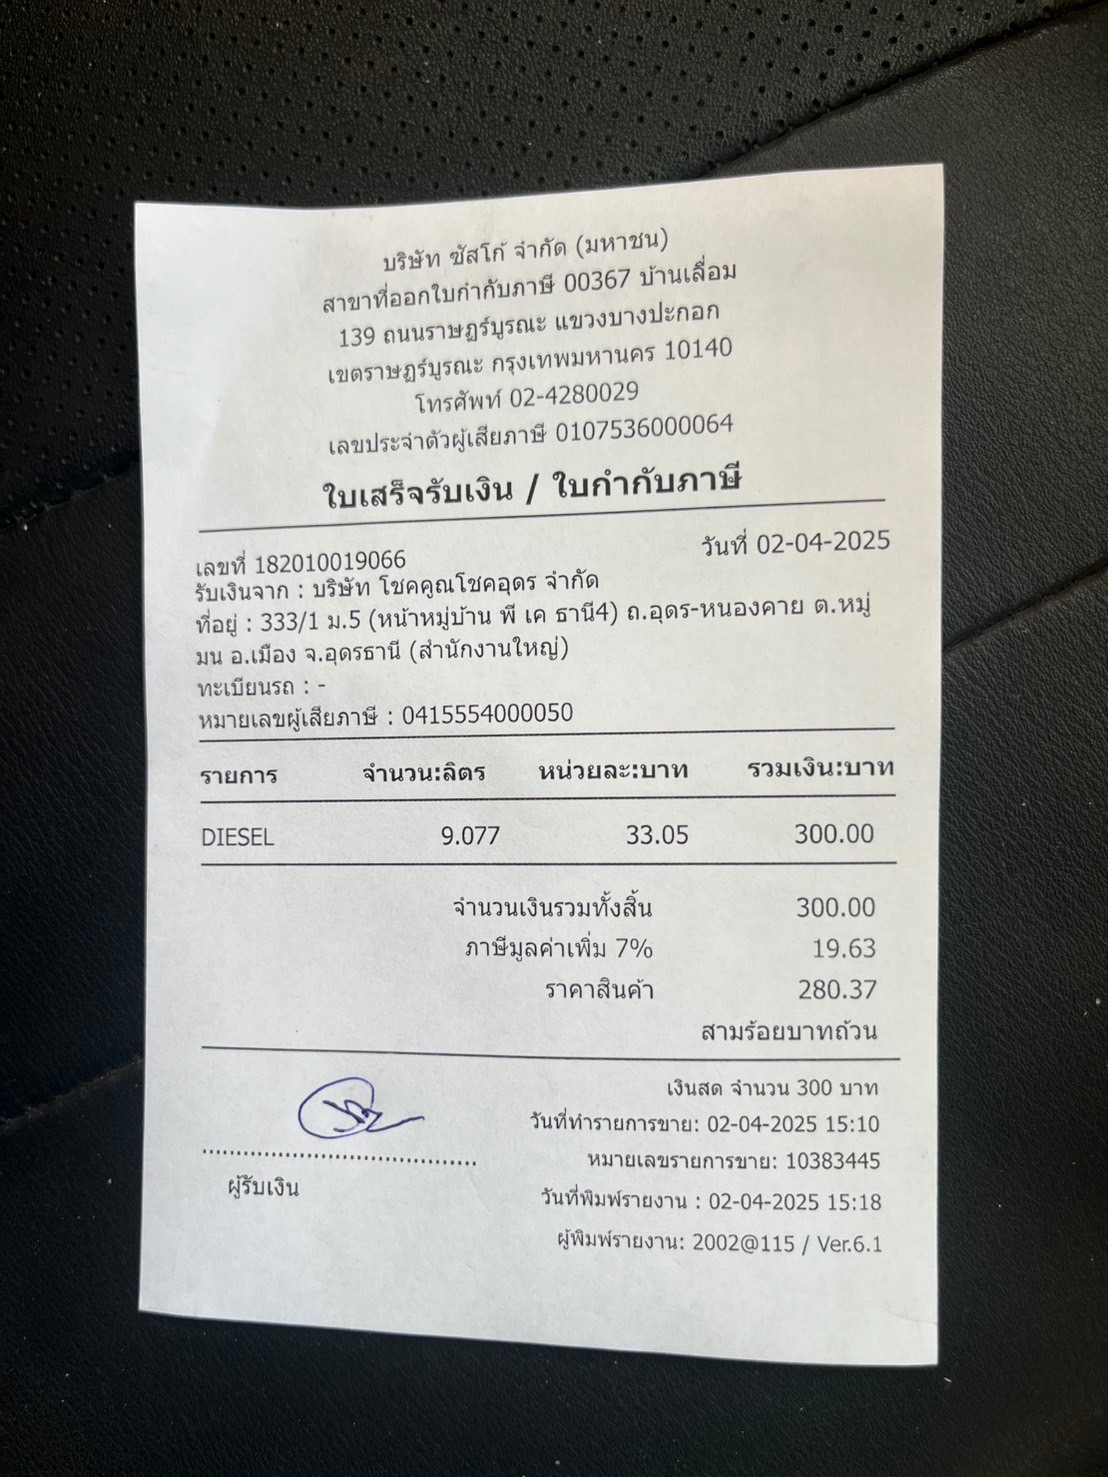 บริษัท ซัสโก้ จำกัด (มหาชน)
สาขาที่ออกใบกำกับภาษี 00367 บ้านเลื่อม
139 ถนนราษฎร์บูรณะ แขวงบางปะกอก
เขตราษฎร์บูรณะ กรุงเทพมหานคร 10140
โทรศัพท์ 02-4280029
เลขประจำตัวผู้เสียภาษี 0107536000064
ใบเสร็จรับเงิน / ใบกำกับภาษี
เลขที่ 182010019066 วันที่ 02-04-2025
รับเงินจาก : บริษัท โชคคูณโชคอุดร จำกัด
ที่อยู่ : 333/1 ม.5 (หน้าหมู่บ้าน พี เค ธานี4) ถ.อุดร-หนองคาย ต.หมู่
มน อ.เมือง จ.อุดรธานี (สำนักงานใหญ่)
ทะเบียนรถ : -
หมายเลขผู้เสียภาษี : 0415554000050
รายการ จำนวน:ลิตร หน่วยละ:บาท รวมเงิน:บาท
DIESEL 9.077 33.05 300.00
จำนวนเงินรวมทั้งสิ้น 300.00
ภาษีมูลค่าเพิ่ม 7% 19.63
ราคาสินค้า 280.37
สามร้อยบาทถ้วน
เงินสด จำนวน 300 บาท
วันที่ทำรายการขาย: 02-04-2025 15:10
หมายเลขรายการขาย: 10383445
วันที่พิมพ์รายงาน : 02-04-2025 15:18
ผู้พิมพ์รายงาน: 2002@115 / Ver.6.1
ผู้รับเงิน